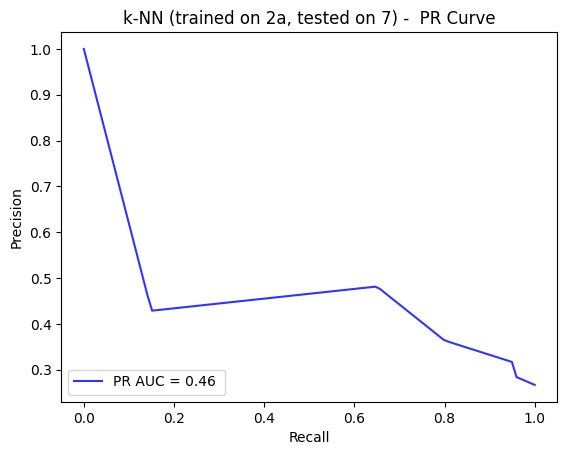 k-NN (trained on 2a, tested on 7) -  PR Curve
Precision
1.0
0.9
0.8
0.7
0.6
0.5
0.4
0.3
PR AUC = 0.46
0.0 0.2 0.4 0.6 0.8 1.0
Recall